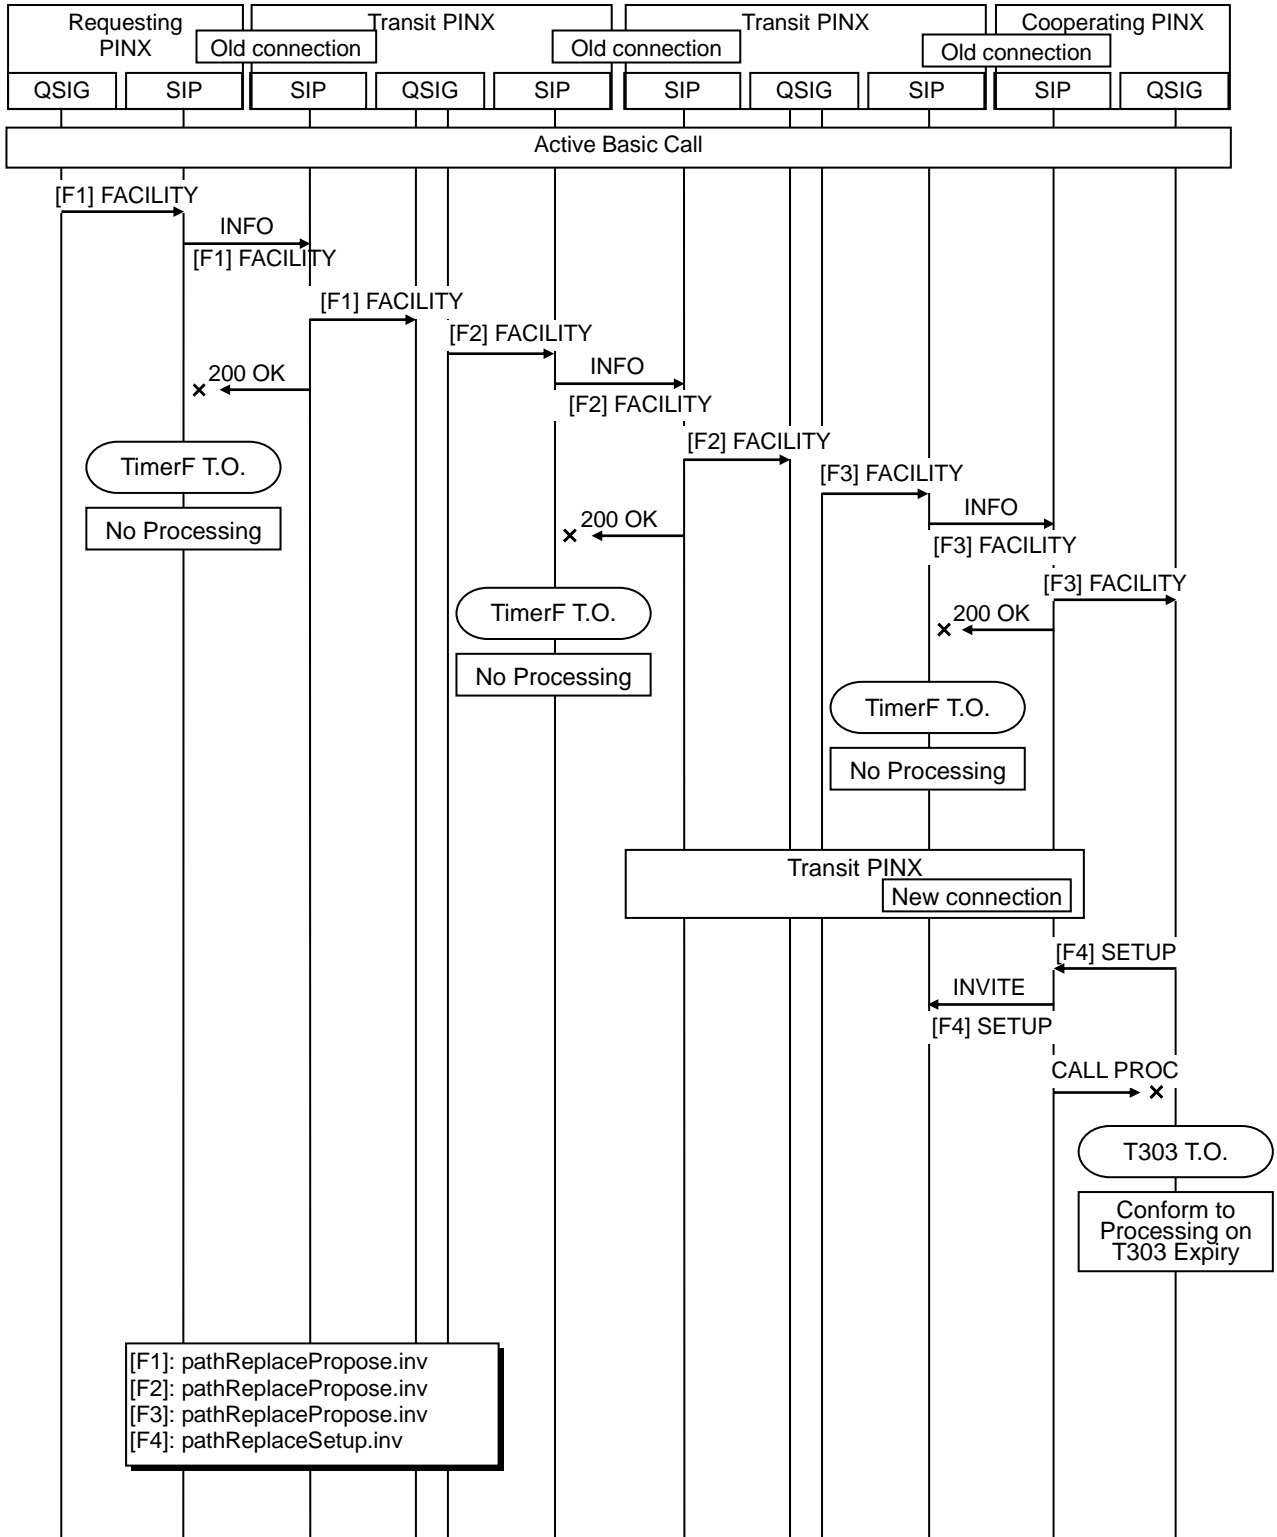 Requesting
PINX
Transit PINX
Transit PINX
Cooperating PINX
Old connection
Old connection
Old connection
QSIG
SIP
SIP
QSIG
SIP
SIP
QSIG
SIP
SIP
QSIG
Active Basic Call
[F1] FACILITY
INFO
[F1] FACILITY
[F1] FACILITY
[F2] FACILITY
200 OK
INFO
[F2] FACILITY
[F2] FACILITY
TimerF T.O.
[F3] FACILITY
INFO
No Processing
200 OK
[F3] FACILITY
[F3] FACILITY
TimerF T.O.
200 OK
No Processing
TimerF T.O.
No Processing
Transit PINX
New connection
[F4] SETUP
INVITE
[F4] SETUP
CALL PROC
T303 T.O.
Conform to
Processing on
T303 Expiry
[F1]: pathReplacePropose.inv
[F2]: pathReplacePropose.inv
[F3]: pathReplacePropose.inv
[F4]: pathReplaceSetup.inv